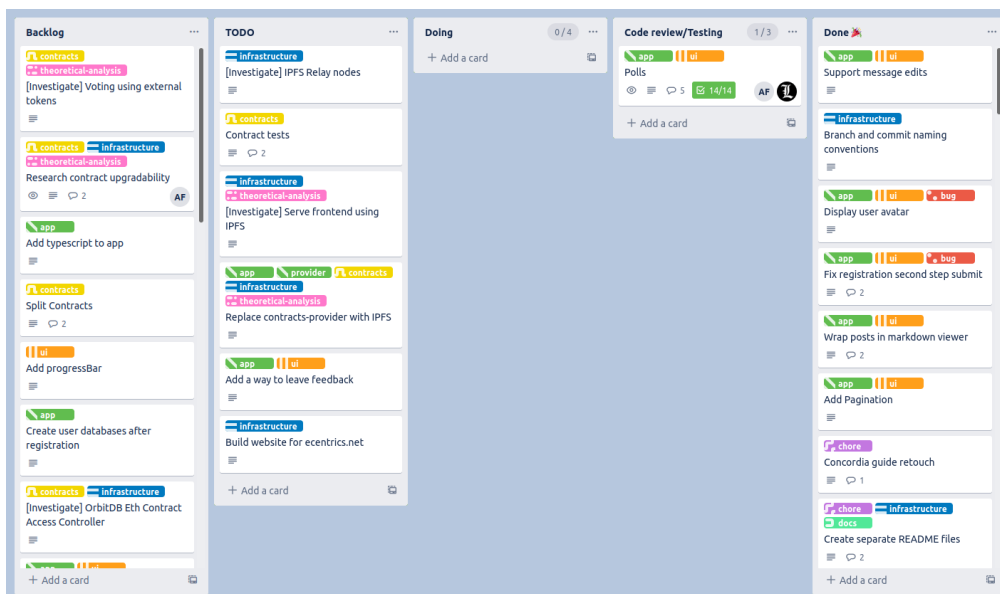 Backlog
contracts
theoretical-analysis
[Investigate] Voting using external
tokens
contracts infrastructure
theoretical-analysis
Research contract upgradability
2 AF
app
Add typescript to app
contracts
Split Contracts
2
ui
Add progressBar
app
Create user databases after
registration
contracts infrastructure
[Investigate] OrbitDB Eth Contract
Access Controller
app ui
+ Add a card
TODO
infrastructure
[Investigate] IPFS Relay nodes
contracts
Contract tests
2
infrastructure
theoretical-analysis
[Investigate] Serve frontend using
IPFS
app provider contracts
infrastructure
theoretical-analysis
Replace contracts-provider with IPFS
app ui
Add a way to leave feedback
infrastructure
Build website for ecentrics.net
+ Add a card
Doing 0/4
+ Add a card
Code review/Testing 1/3
app ui
Polls
5 14/14 AF L
+ Add a card
Done 🎉
app ui
Support message edits
infrastructure
Branch and commit naming
conventions
app ui bug
Display user avatar
app ui bug
Fix registration second step submit
2
app ui
Wrap posts in markdown viewer
2
app ui
Add Pagination
chore
Concordia guide retouch
1
chore infrastructure
docs
Create separate README files
2
+ Add a card